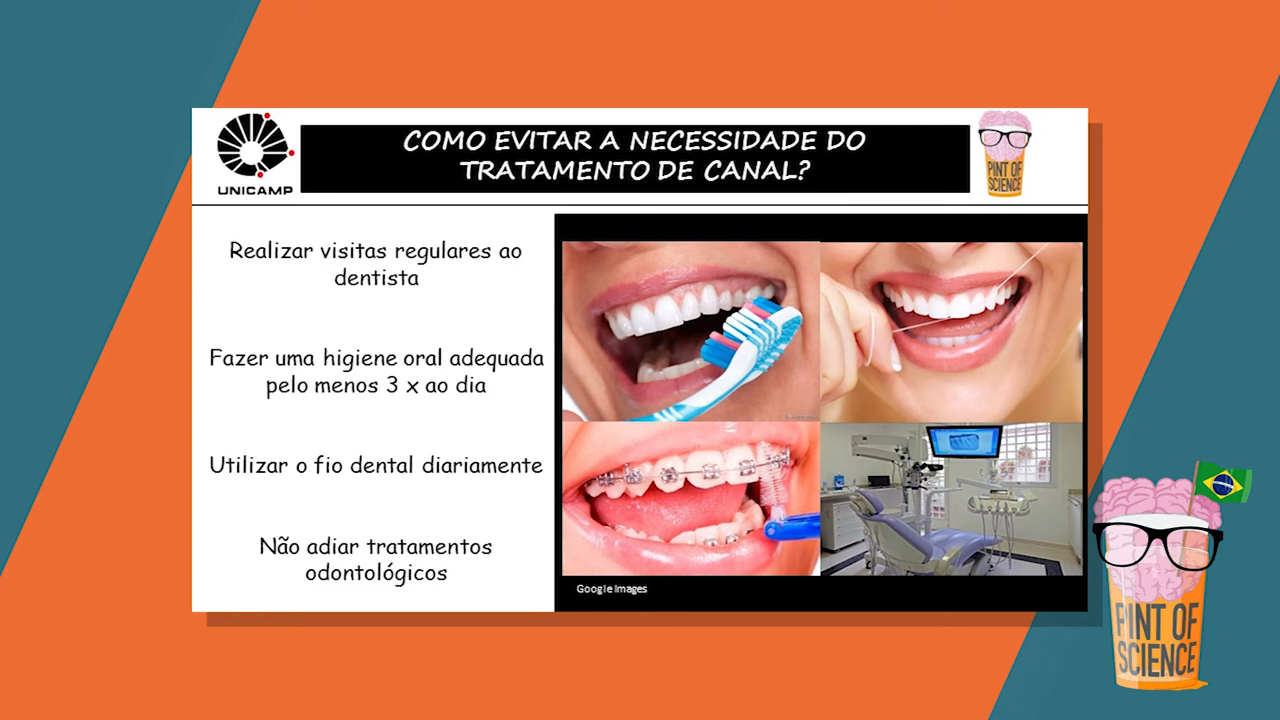 COMO EVITAR A NECESSIDADE DO
TRATAMENTO DE CANAL?
UNICAMP
PINT OF
SCIENCE
Realizar visitas regulares ao
dentista
Fazer uma higiene oral adequada
pelo menos 3 x ao dia
Utilizar o fio dental diariamente
Não adiar tratamentos
odontológicos
Google Images
PINT OF
SCIENCE